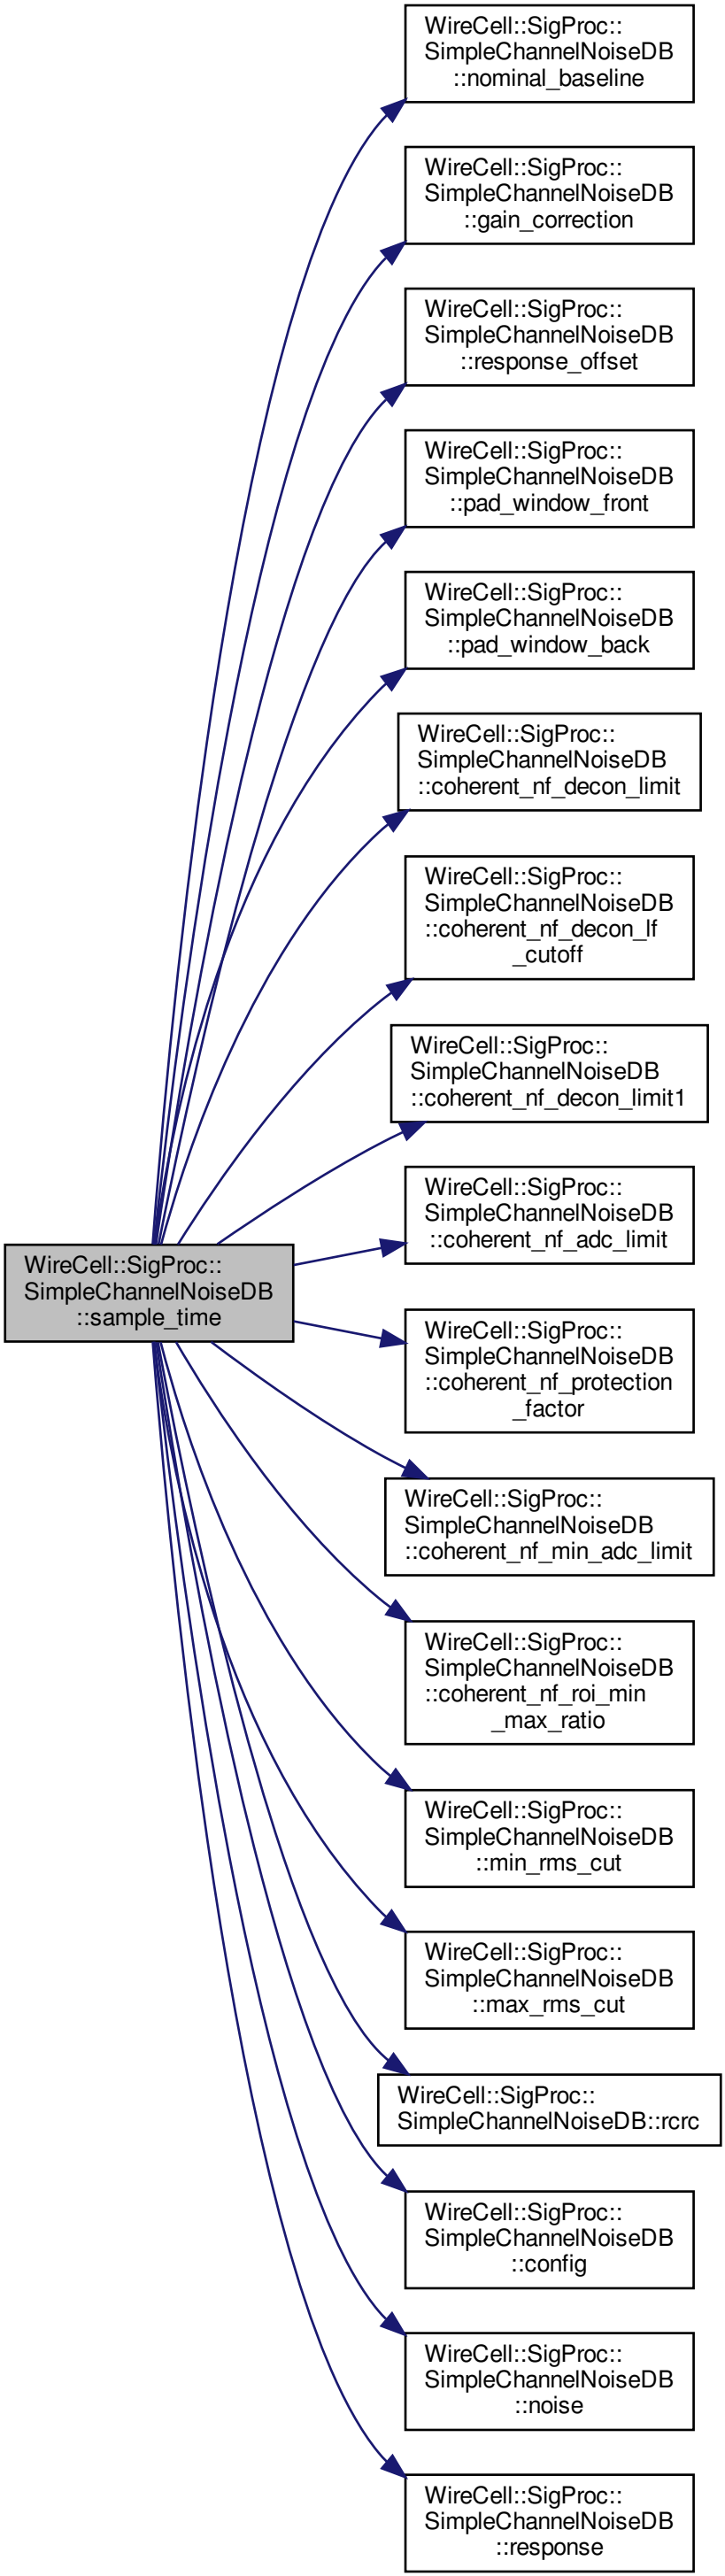 WireCell::SigProc::
SimpleChannelNoiseDB
::nominal_baseline
WireCell::SigProc::
SimpleChannelNoiseDB
::gain_correction
WireCell::SigProc::
SimpleChannelNoiseDB
::response_offset
WireCell::SigProc::
SimpleChannelNoiseDB
::pad_window_front
WireCell::SigProc::
SimpleChannelNoiseDB
::pad_window_back
WireCell::SigProc::
SimpleChannelNoiseDB
::coherent_nf_decon_limit
WireCell::SigProc::
SimpleChannelNoiseDB
::coherent_nf_decon_lf
_cutoff
WireCell::SigProc::
SimpleChannelNoiseDB
::coherent_nf_decon_limit1
WireCell::SigProc::
SimpleChannelNoiseDB
::coherent_nf_adc_limit
WireCell::SigProc::
SimpleChannelNoiseDB
::sample_time
WireCell::SigProc::
SimpleChannelNoiseDB
::coherent_nf_protection
_factor
WireCell::SigProc::
SimpleChannelNoiseDB
::coherent_nf_min_adc_limit
WireCell::SigProc::
SimpleChannelNoiseDB
::coherent_nf_roi_min
_max_ratio
WireCell::SigProc::
SimpleChannelNoiseDB
::min_rms_cut
WireCell::SigProc::
SimpleChannelNoiseDB
::max_rms_cut
WireCell::SigProc::
SimpleChannelNoiseDB::rcrc
WireCell::SigProc::
SimpleChannelNoiseDB
::config
WireCell::SigProc::
SimpleChannelNoiseDB
::noise
WireCell::SigProc::
SimpleChannelNoiseDB
::response